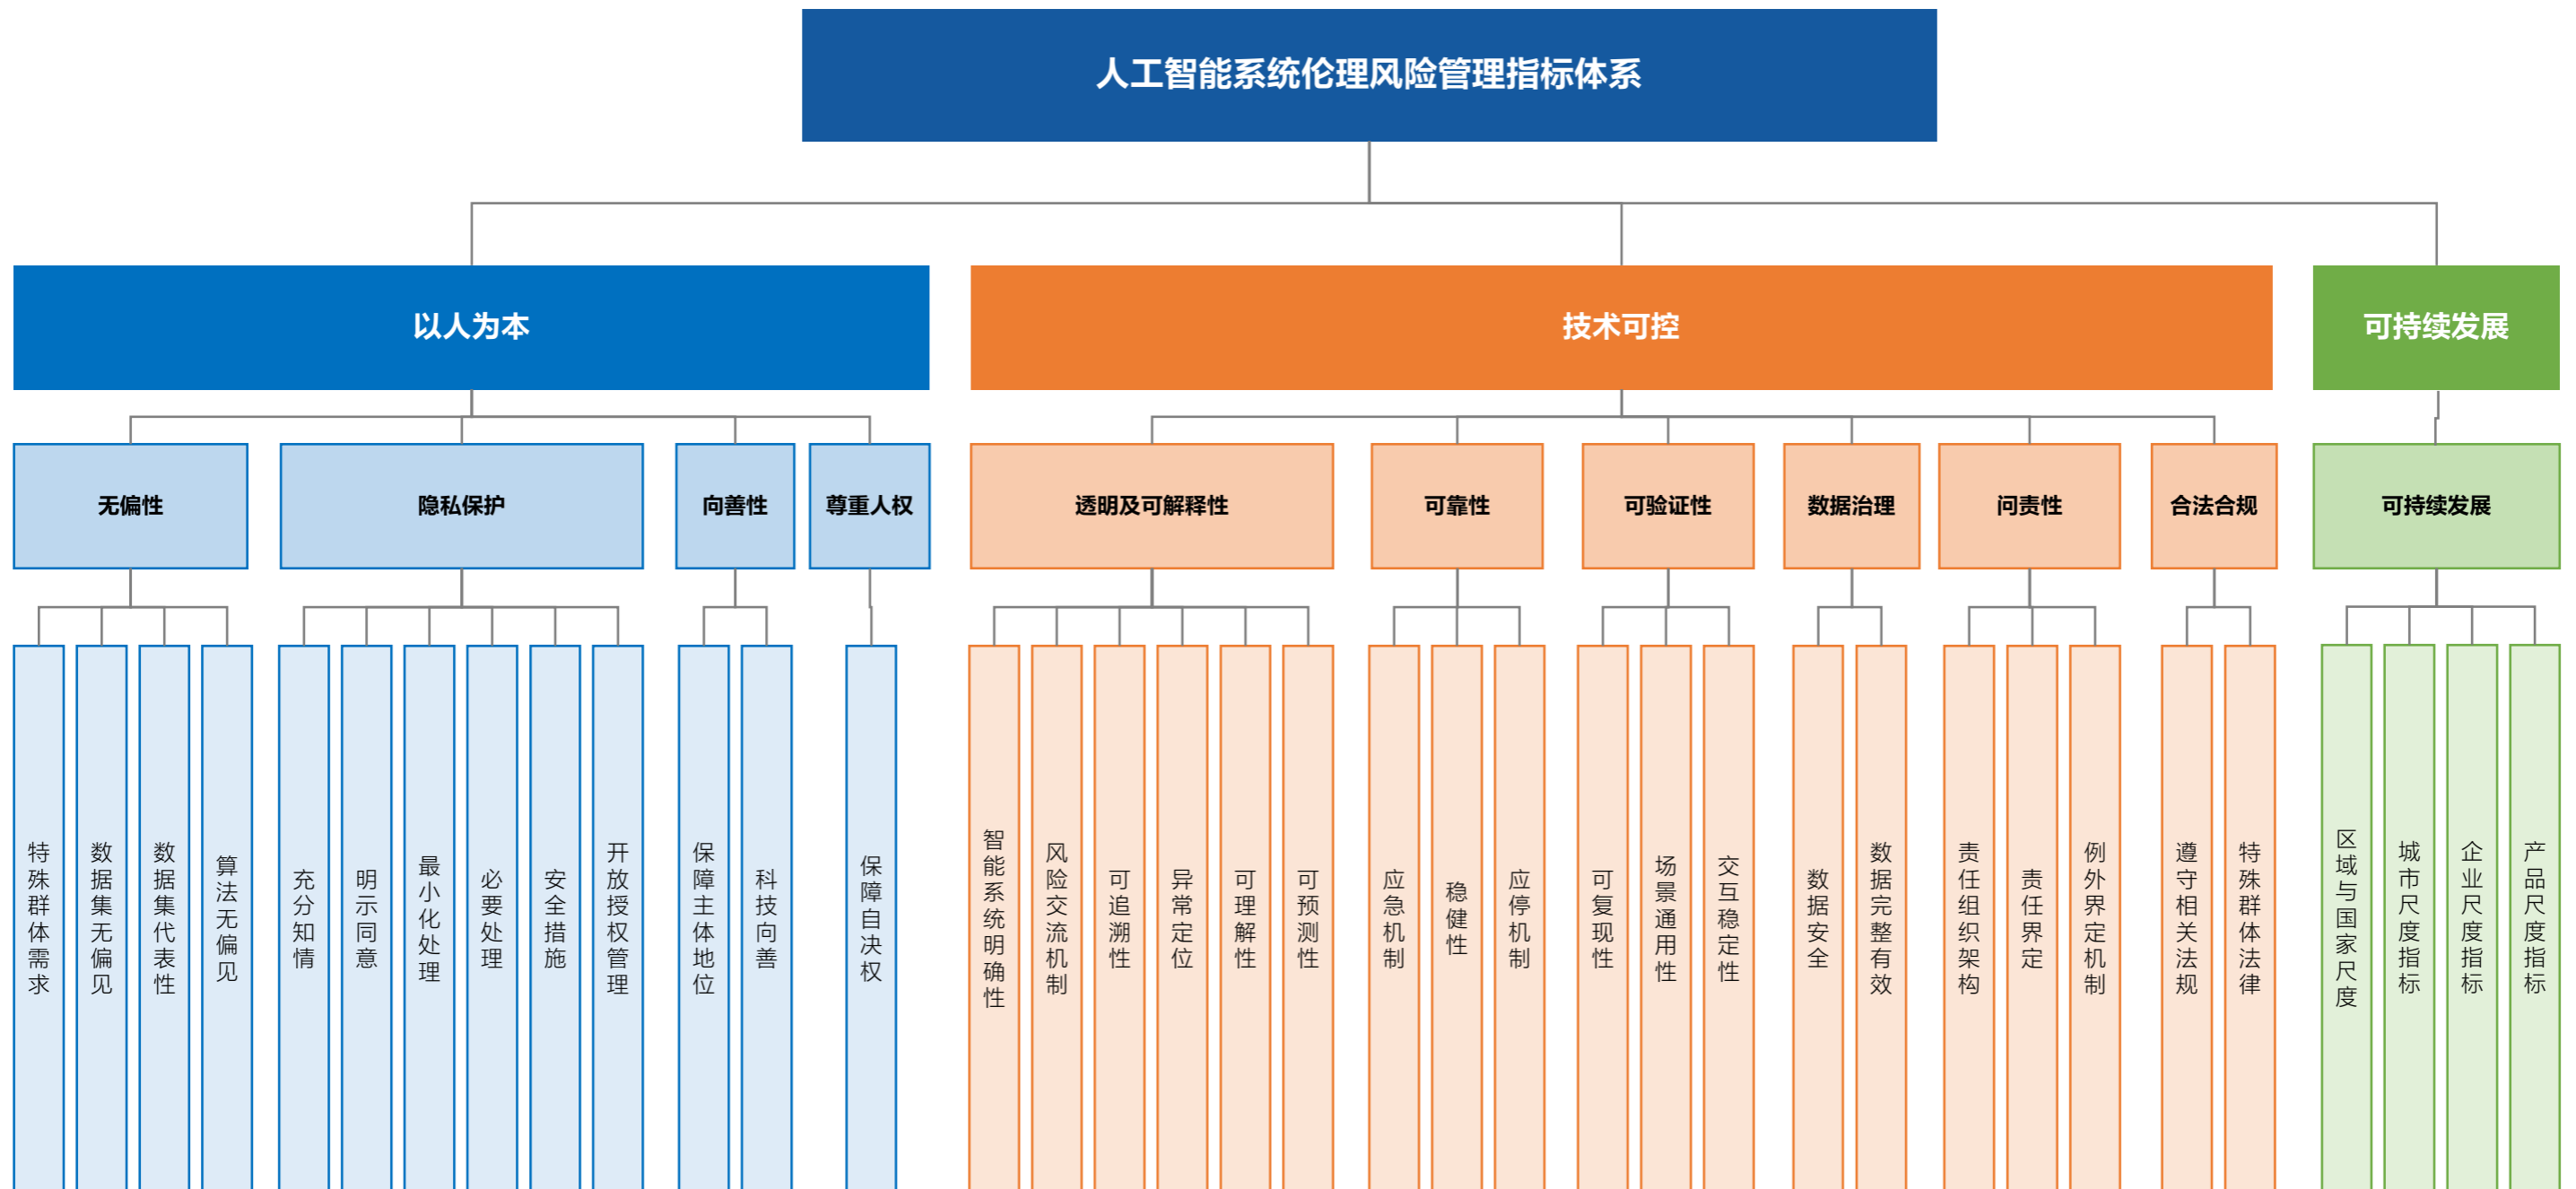 人工智能系统伦理风险管理指标体系
以人为本
技术可控
可持续发展
无偏性
隐私保护
向善性
尊重人权
透明及可解释性
可靠性
可验证性
数据治理
问责性
合法合规
可持续发展
特殊群体需求
数据集无偏见
数据集代表性
算法无偏见
充分知情
明示同意
最小化处理
必要处理
安全措施
开放授权管理
保障主体地位
科技向善
保障自决权
智能系统明确性
风险交流机制
可追溯性
异常定位
可理解性
可预测性
应急机制
稳健性
应停机制
可复现性
场景通用性
交互稳定性
数据安全
数据完整有效
责任组织架构
责任界定
例外界定机制
遵守相关法规
特殊群体法律
区域与国家尺度
城市尺度指标
企业尺度指标
产品尺度指标